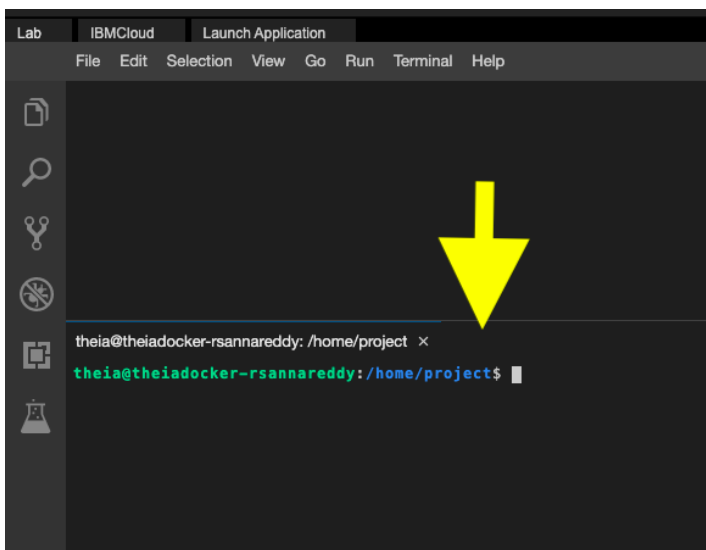 Lab IBMCloud Launch Application
File Edit Selection View Go Run Terminal Help
theia@theiadocker-rsannareddy: /home/project ×
theia@theiadocker-rsannareddy:/home/project$